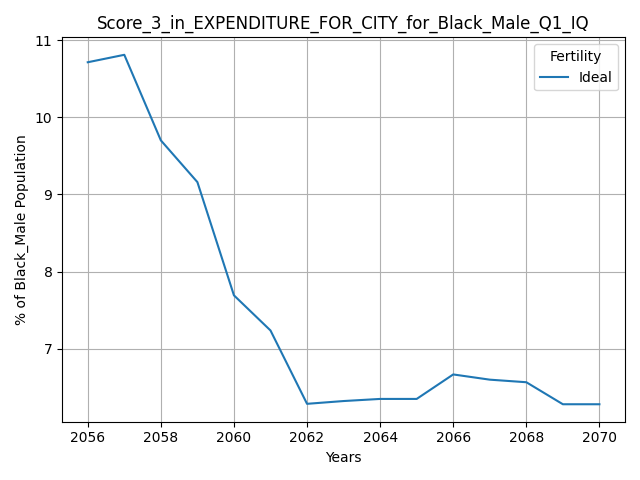 Score_3_in_EXPENDITURE_FOR_CITY_for_Black_Male_Q1_IQ
Fertility
Ideal
% of Black_Male Population
11
10
9
8
7
2056 2058 2060 2062 2064 2066 2068 2070
Years